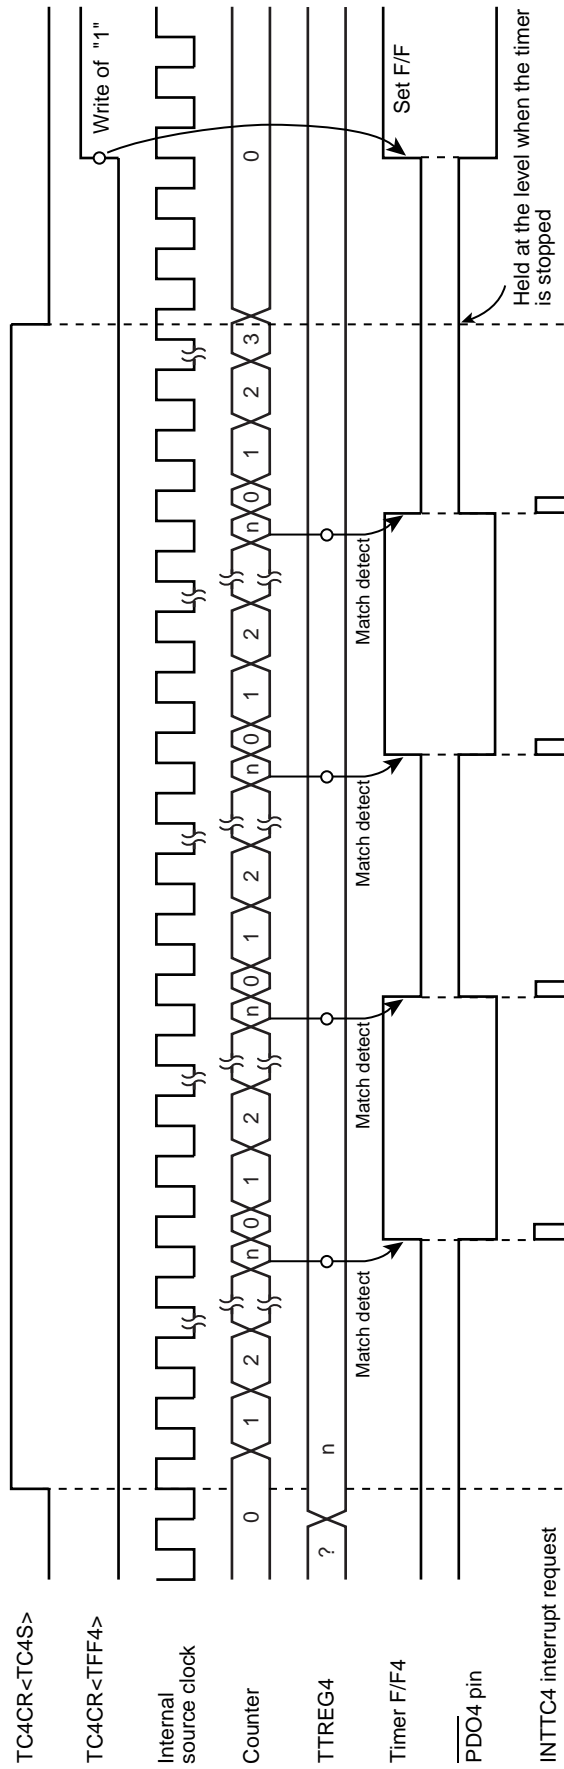 TC4CR<TC4S>
TC4CR<TFF4>
Write of "1"
Internal
source clock
Counter
0 1 2 n 0 1 2 n 0 1 2 n 0 1 2 n 0 1 2 3 0
TTREG4
? n
Match detect
Match detect
Match detect
Match detect
Timer F/F4
Set F/F
PDO4 pin
Held at the level when the timer
is stopped
INTTC4 interrupt request